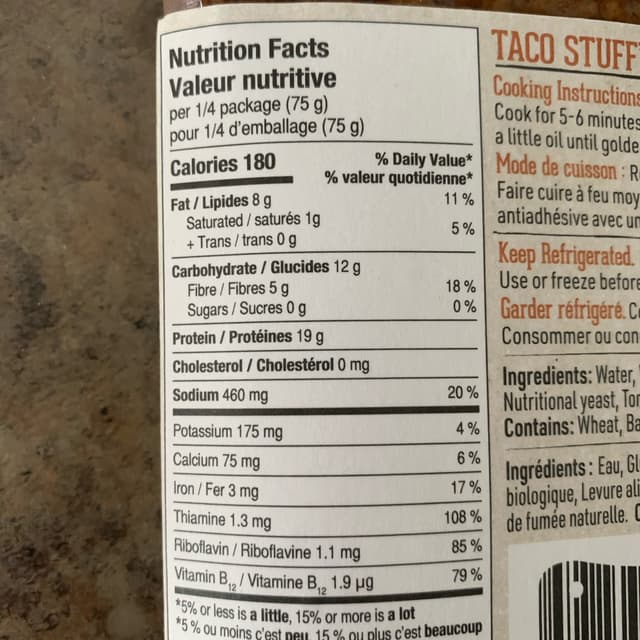 Nutrition Facts
Valeur nutritive
per 1/4 package (75 g)
pour 1/4 d'emballage (75 g)
Calories 180
% Daily Value*
% valeur quotidienne*
Fat / Lipides 8 g 11 %
Saturated / saturés 1g
+ Trans / trans 0 g 5 %
Carbohydrate / Glucides 12 g
Fibre / Fibres 5 g 18 %
Sugars / Sucres 0 g 0 %
Protein / Protéines 19 g
Cholesterol / Cholestérol 0 mg
Sodium 460 mg 20 %
Potassium 175 mg 4 %
Calcium 75 mg 6 %
Iron / Fer 3 mg 17 %
Thiamine 1.3 mg 108 %
Riboflavin / Riboflavine 1.1 mg 85 %
Vitamin B12 / Vitamine B12 1.9 µg 79 %
*5% or less is a little, 15% or more is a lot
*5 % ou moins c'est peu, 15 % ou plus c'est beaucoup
TACO STUFF
Cooking Instructions
Cook for 5-6 minutes
a little oil until golde
Mode de cuisson :
Faire cuire à feu moy
antiadhésive avec un
Keep Refrigerated.
Use or freeze before
Garder réfrigéré.
Consommer ou con
Ingredients: Water,
Nutritional yeast, Tom
Contains: Wheat, Ba
Ingrédients : Eau, Gl
biologique, Levure ali
de fumée naturelle.